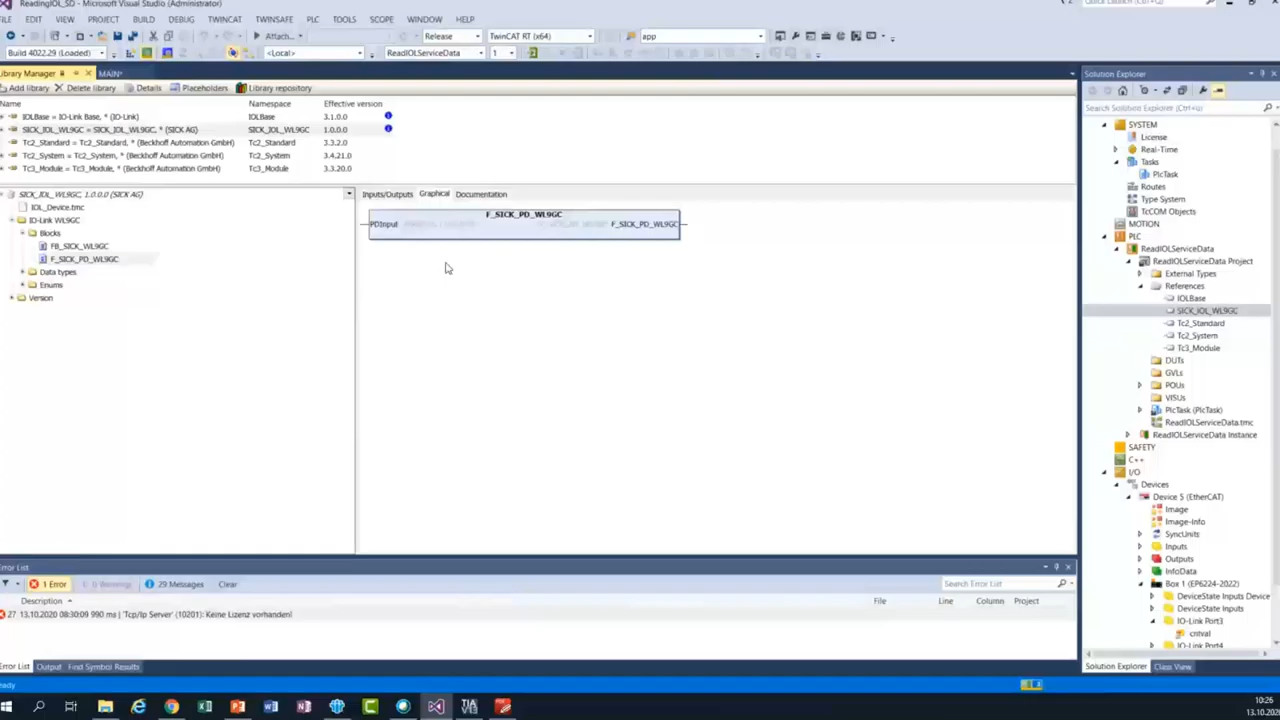 ReadingIOL_SD - Microsoft Visual Studio (Administrator)
EDIT VIEW PROJECT BUILD DEBUG TWINCAT TWINSAFE PLC TOOLS SCOPE WINDOW HELP
Attach... Release TwinCAT RT (x64) app
Build 4022.29 (Loaded) <Local> ReadIOLServiceData 1
Library Manager MAIN*
Add library Delete library Details Placeholders Library repository
Name Namespace Effective version
IOLBase = IO-Link Base, * (IO-Link) IOLBase 3.1.0.0
SICK_IOL_WL9GC = SICK_IOL_WL9GC, * (SICK AG) SICK_IOL_WL9GC 1.0.0.0
Tc2_Standard = Tc2_Standard, * (Beckhoff Automation GmbH) Tc2_Standard 3.3.2.0
Tc2_System = Tc2_System, * (Beckhoff Automation GmbH) Tc2_System 3.4.21.0
Tc3_Module = Tc3_Module, * (Beckhoff Automation GmbH) Tc3_Module 3.3.20.0
SICK_IOL_WL9GC, 1.0.0.0 (SICK AG)
IOL_Device.tmc
IO-Link WL9GC
Blocks
FB_SICK_WL9GC
F_SICK_PD_WL9GC
Data types
Enums
Version
Inputs/Outputs Graphical Documentation
F_SICK_PD_WL9GC
PDInput F_SICK_PD_WL9GC
Solution Explorer
Search Solution Explorer (Ctrl+ü)
SYSTEM
License
Real-Time
Tasks
PlcTask
Routes
Type System
TcCOM Objects
MOTION
PLC
ReadIOLServiceData
ReadIOLServiceData Project
External Types
References
IOLBase
SICK_IOL_WL9GC
Tc2_Standard
Tc2_System
Tc3_Module
DUTs
GVLs
POUs
VISUs
PlcTask (PlcTask)
ReadIOLServiceData.tmc
ReadIOLServiceData Instance
SAFETY
C++
I/O
Devices
Device 5 (EtherCAT)
Image
Image-Info
SyncUnits
Inputs
Outputs
InfoData
Box 1 (EP6224-2022)
DeviceState Inputs Device
DeviceState Inputs
IO-Link Port3
cntval
IO-Link Port4
Solution Explorer Class View
1 Error 0 Warnings 29 Messages Clear Search Error List
Description File Line Column Project
27 13.10.2020 08:30:09 990 ms | 'Tcp/Ip Server' (10201): Keine Lizenz vorhanden!
Error List Output Find Symbol Results
10:26